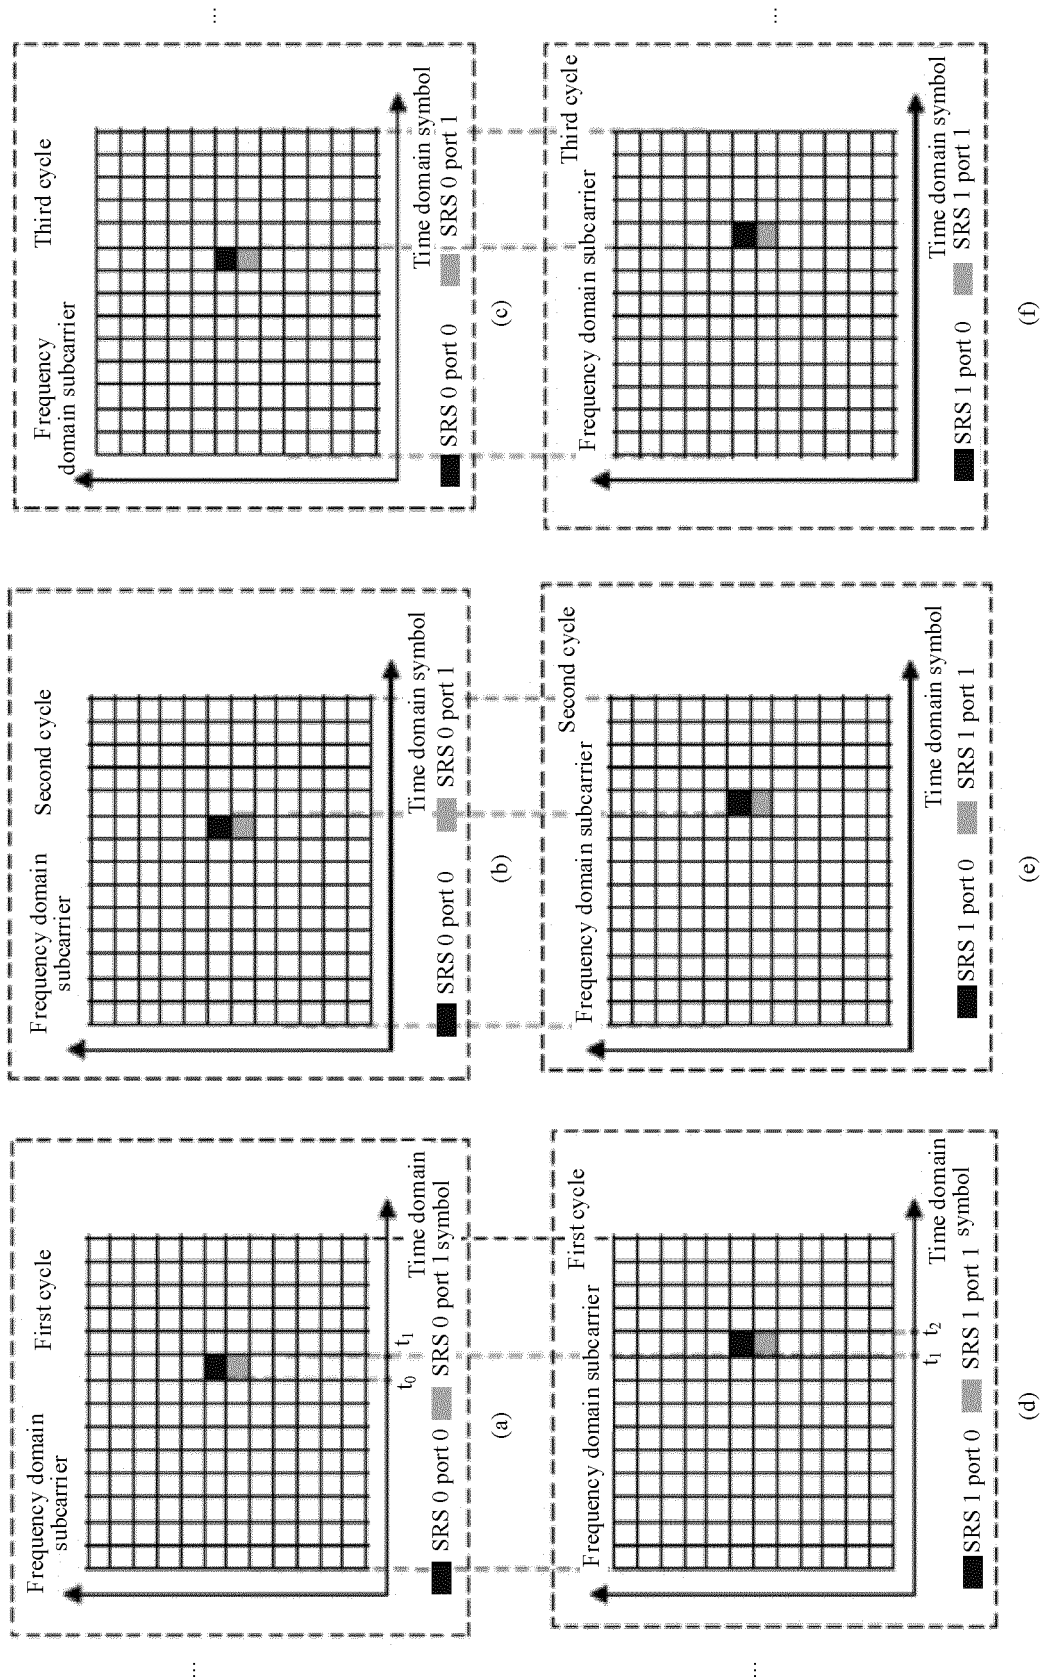 ...
Frequency domain
subcarrier
First cycle
t0
t1
Time domain
symbol
SRS 0 port 0
SRS 0 port 1
(a)
Frequency domain
subcarrier
Second cycle
Time domain symbol
SRS 0 port 0
SRS 0 port 1
(b)
Frequency
domain subcarrier
Third cycle
Time domain symbol
SRS 0 port 0
SRS 0 port 1
(c)
...
...
Frequency domain subcarrier
First cycle
t1
t2
Time domain
symbol
SRS 1 port 0
SRS 1 port 1
(d)
Frequency domain subcarrier
Second cycle
Time domain symbol
SRS 1 port 0
SRS 1 port 1
(e)
Frequency domain subcarrier
Third cycle
Time domain symbol
SRS 1 port 0
SRS 1 port 1
(f)
...